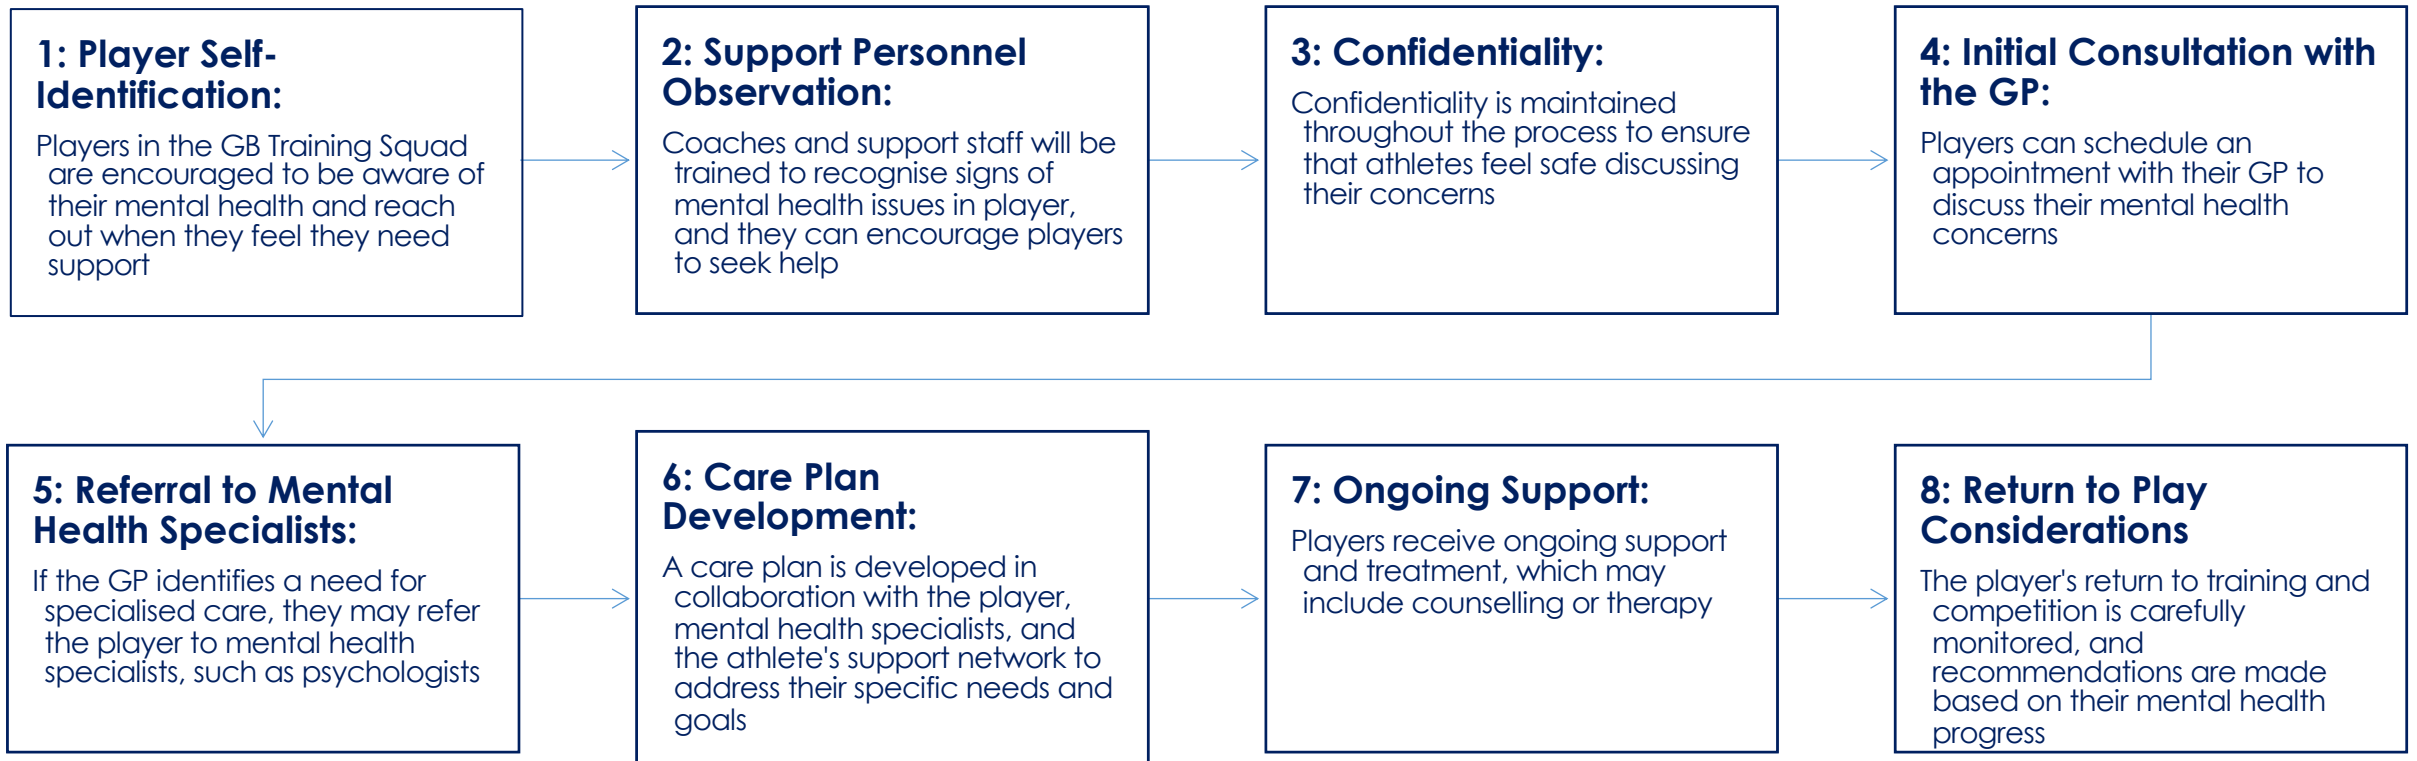 1: Player Self-
Identification:
Players in the GB Training Squad
are encouraged to be aware of
their mental health and reach
out when they feel they need
support
2: Support Personnel
Observation:
Coaches and support staff will be
trained to recognise signs of
mental health issues in player,
and they can encourage players
to seek help
3: Confidentiality:
Confidentiality is maintained
throughout the process to ensure
that athletes feel safe discussing
their concerns
4: Initial Consultation with
the GP:
Players can schedule an
appointment with their GP to
discuss their mental health
concerns
5: Referral to Mental
Health Specialists:
If the GP identifies a need for
specialised care, they may refer
the player to mental health
specialists, such as psychologists
6: Care Plan
Development:
A care plan is developed in
collaboration with the player,
mental health specialists, and
the athlete's support network to
address their specific needs and
goals
7: Ongoing Support:
Players receive ongoing support
and treatment, which may
include counselling or therapy
8: Return to Play
Considerations
The player's return to training and
competition is carefully
monitored, and
recommendations are made
based on their mental health
progress